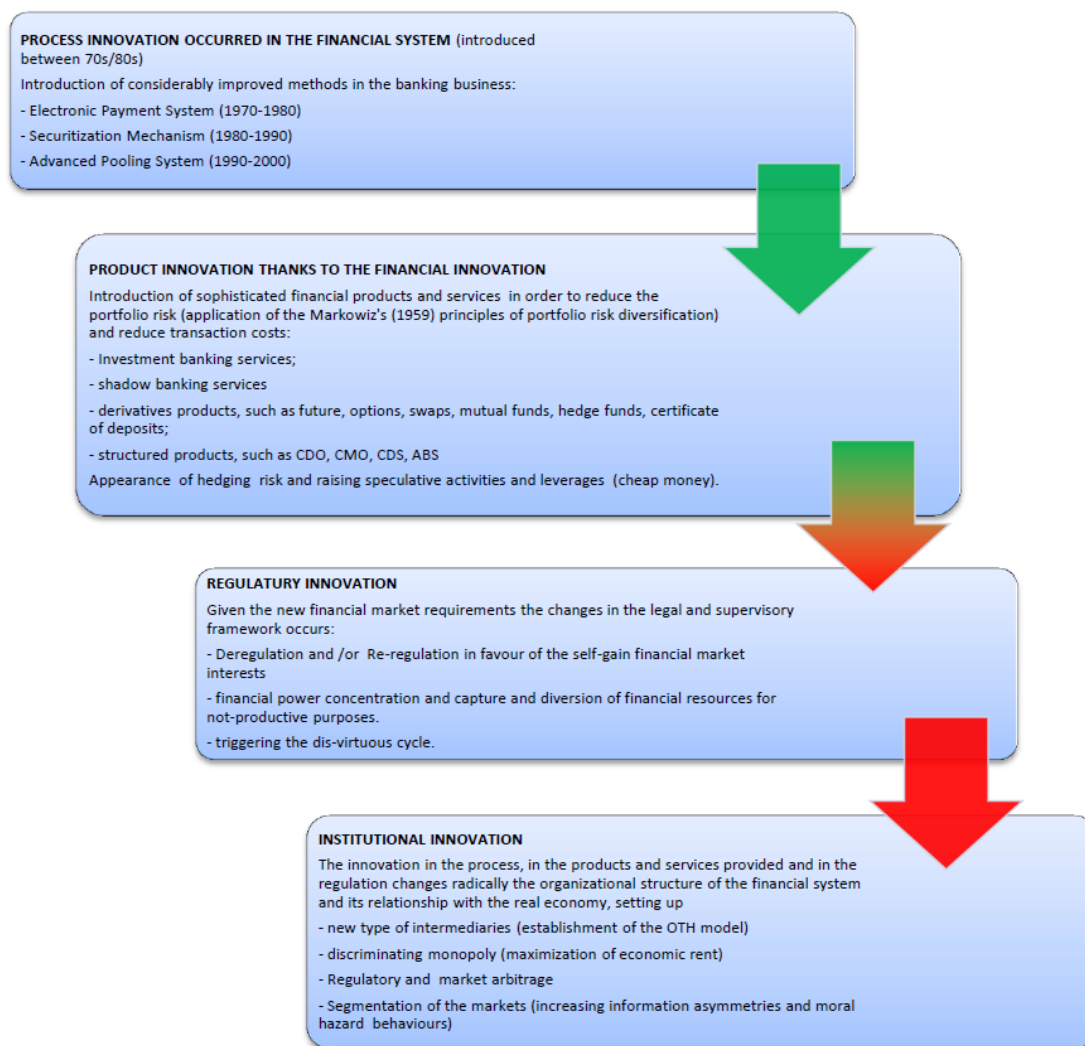 PROCESS INNOVATION OCCURRED IN THE FINANCIAL SYSTEM (introduced
between 70s/80s)
Introduction of considerably improved methods in the banking business:
- Electronic Payment System (1970-1980)
- Securitization Mechanism (1980-1990)
- Advanced Pooling System (1990-2000)
PRODUCT INNOVATION THANKS TO THE FINANCIAL INNOVATION
Introduction of sophisticated financial products and services in order to reduce the
portfolio risk (application of the Markowiz's (1959) principles of portfolio risk diversification)
and reduce transaction costs:
- Investment banking services;
- shadow banking services
- derivatives products, such as future, options, swaps, mutual funds, hedge funds, certificate
of deposits;
- structured products, such as CDO, CMO, CDS, ABS
Appearance of hedging risk and raising speculative activities and leverages (cheap money).
REGULATURY INNOVATION
Given the new financial market requirements the changes in the legal and supervisory
framework occurs:
- Deregulation and /or Re-regulation in favour of the self-gain financial market
interests
- financial power concentration and capture and diversion of financial resources for
not-productive purposes.
- triggering the dis-virtuous cycle.
INSTITUTIONAL INNOVATION
The innovation in the process, in the products and services provided and in the
regulation changes radically the organizational structure of the financial system
and its relationship with the real economy, setting up
- new type of intermediaries (establishment of the OTH model)
- discriminating monopoly (maximization of economic rent)
- Regulatory and market arbitrage
- Segmentation of the markets (increasing information asymmetries and moral
hazard behaviours)